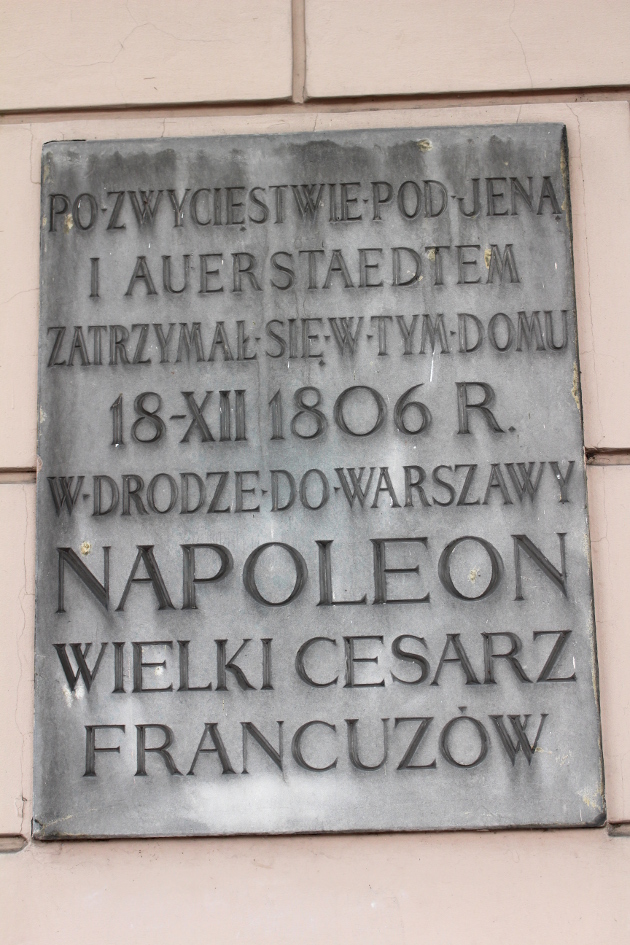 PO·ZWYCIĘSTWIE·POD·JENĄ
I AUERSTAEDTEM
ZATRZYMAŁ·SIĘ·W·TYM·DOMU
18-XII 1806 R.
W·DRODZE·DO·WARSZAWY
NAPOLEON
WIELKI CESARZ
FRANCUZÓW